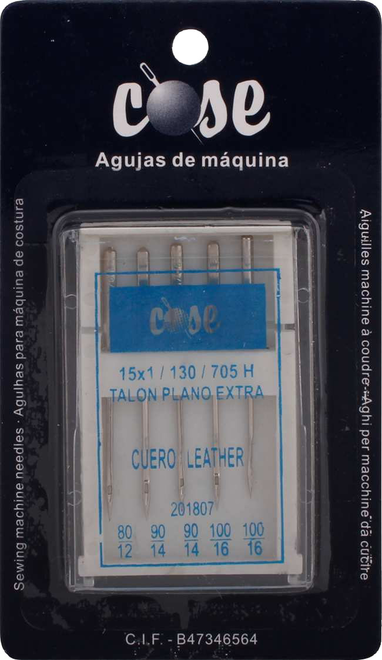 cose
Agujas de máquina
Sewing machine needles · Agulhas para máquina de costura
Aiguilles machine à coudre · Aghi per macchine da cucire
cose
15x1 / 130 / 705 H
TALON PLANO EXTRA
CUERO LEATHER
201807
80 90 90 100 100
12 14 14 16 16
C.I.F. - B47346564